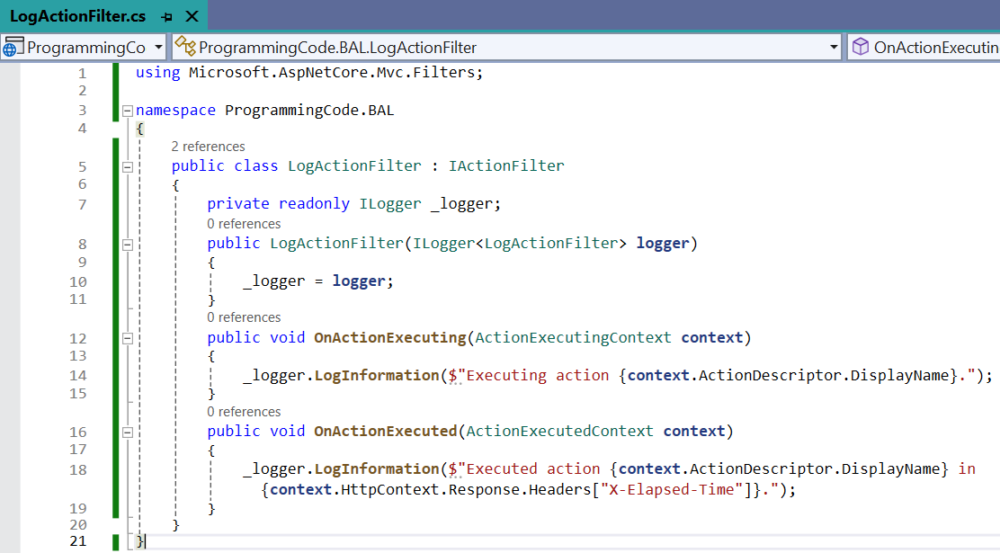 LogActionFilter.cs
ProgrammingCo
ProgrammingCode.BAL.LogActionFilter
OnActionExecutin
1 using Microsoft.AspNetCore.Mvc.Filters;
2
3 namespace ProgrammingCode.BAL
4 {
2 references
5 public class LogActionFilter : IActionFilter
6 {
7 private readonly ILogger _logger;
0 references
8 public LogActionFilter(ILogger<LogActionFilter> logger)
9 {
10 _logger = logger;
11 }
0 references
12 public void OnActionExecuting(ActionExecutingContext context)
13 {
14 _logger.LogInformation($"Executing action {context.ActionDescriptor.DisplayName}.");
15 }
0 references
16 public void OnActionExecuted(ActionExecutedContext context)
17 {
18 _logger.LogInformation($"Executed action {context.ActionDescriptor.DisplayName} in
{context.HttpContext.Response.Headers["X-Elapsed-Time"]}.");
19 }
20 }
21 }